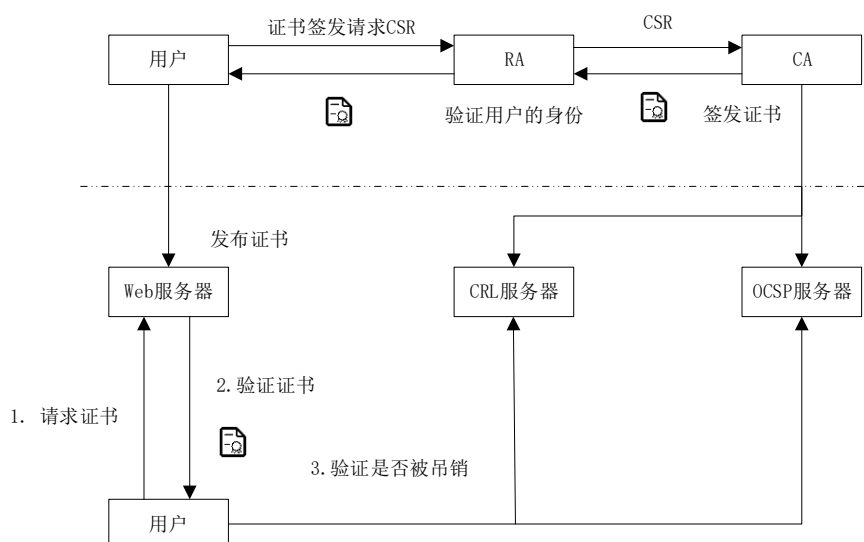 证书签发请求CSR
CSR
用户
RA
CA
验证用户的身份
签发证书
发布证书
Web服务器
CRL服务器
OCSP服务器
2.验证证书
1. 请求证书
3.验证是否被吊销
用户